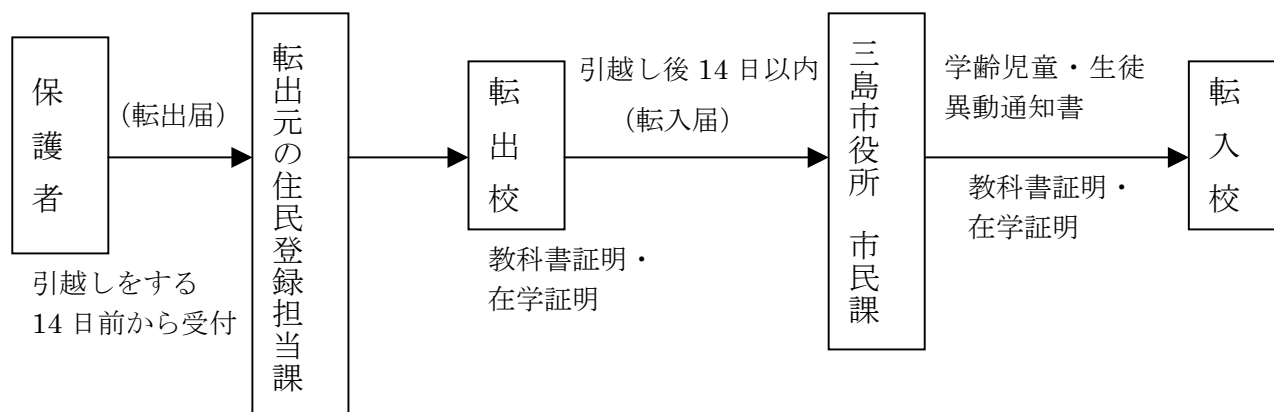 保護者
(転出届)
引越しをする
14日前から受付
転出元の住民登録担当課
転出校
教科書証明・
在学証明
引越し後 14日以内
(転入届)
三島市役所 市民課
学齢児童・生徒
異動通知書
教科書証明・
在学証明
転入校